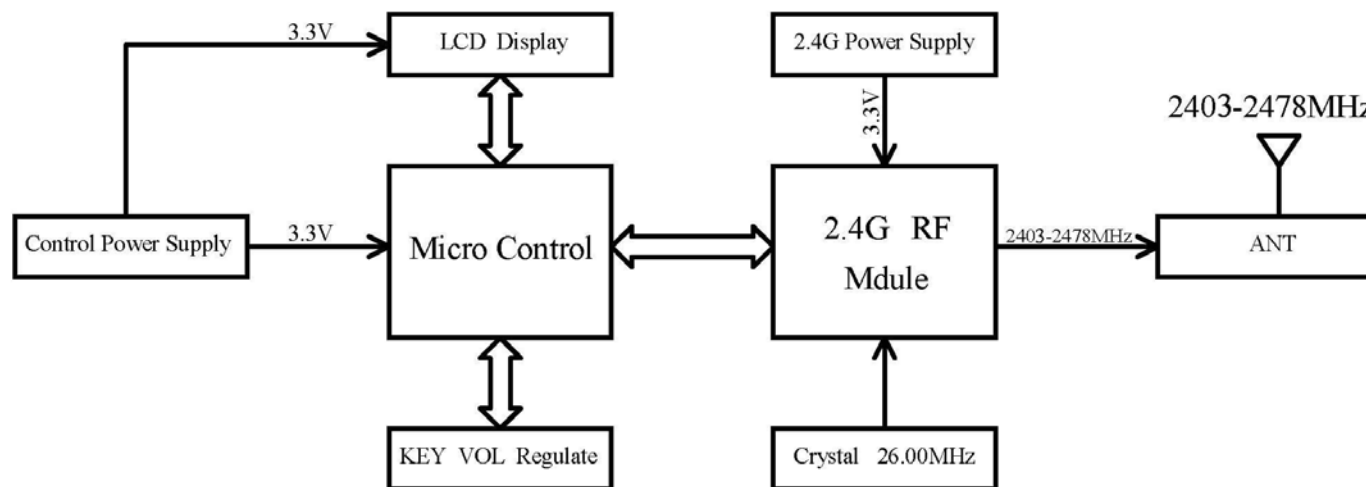 3.3V
LCD Display
2.4G Power Supply
3.3V
2403-2478MHz
Control Power Supply
3.3V
Micro Control
2.4G RF
Mdule
2403-2478MHz
ANT
KEY VOL Regulate
Crystal 26.00MHz